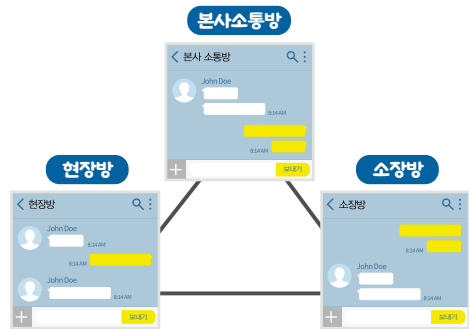 본사소통방
본사 소통방
John Doe
8:14 AM
8:14 AM
보내기
현장방
현장방
John Doe
8:14 AM
8:14 AM
John Doe
8:14 AM
보내기
소장방
소장방
8:14 AM
John Doe
8:14 AM
보내기